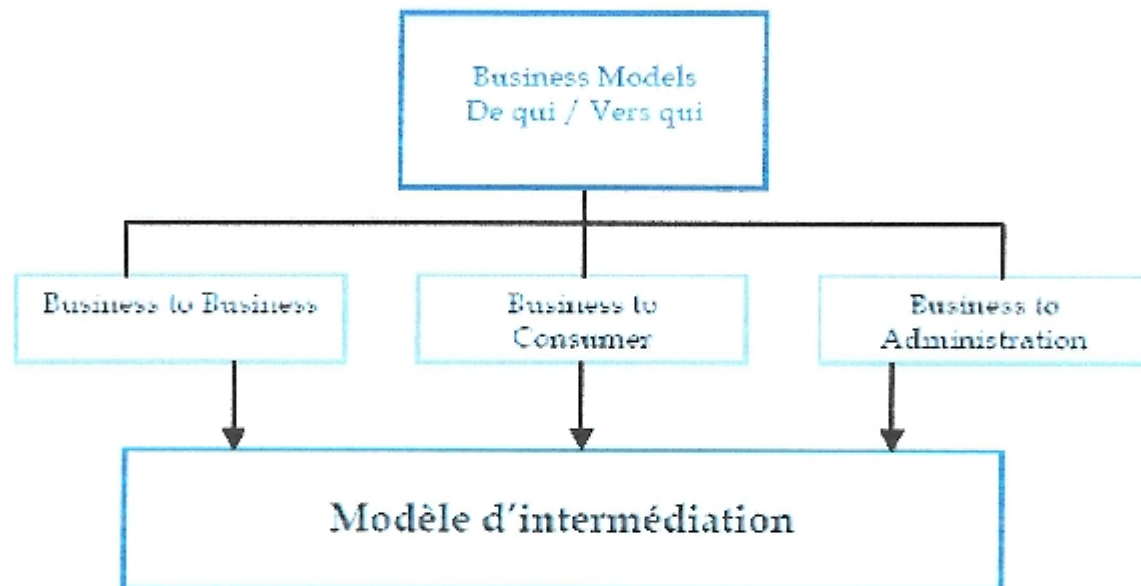 Business Models
De qui / Vers qui
Business to Business
Business to
Consumer
Business to
Administration
Modèle d'intermédiation